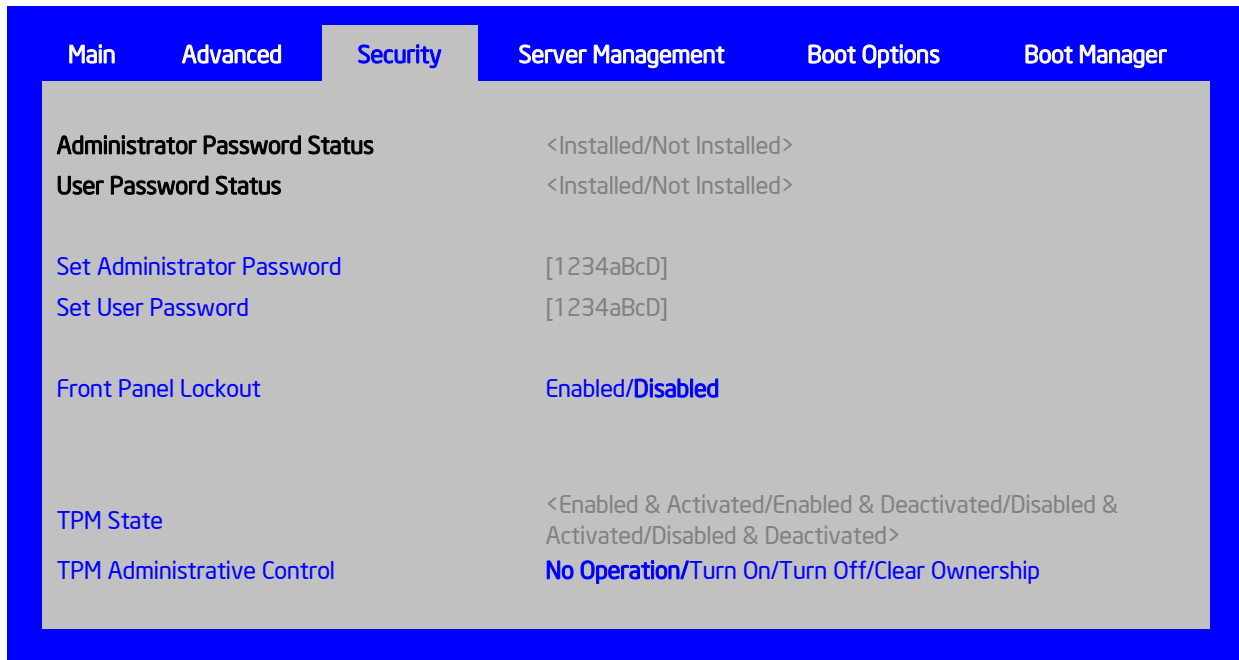 Main Advanced Security Server Management Boot Options Boot Manager
Administrator Password Status <Installed/Not Installed>
User Password Status <Installed/Not Installed>
Set Administrator Password [1234aBcD]
Set User Password [1234aBcD]
Front Panel Lockout Enabled/Disabled
TPM State <Enabled & Activated/Enabled & Deactivated/Disabled &
Activated/Disabled & Deactivated>
TPM Administrative Control No Operation/Turn On/Turn Off/Clear Ownership